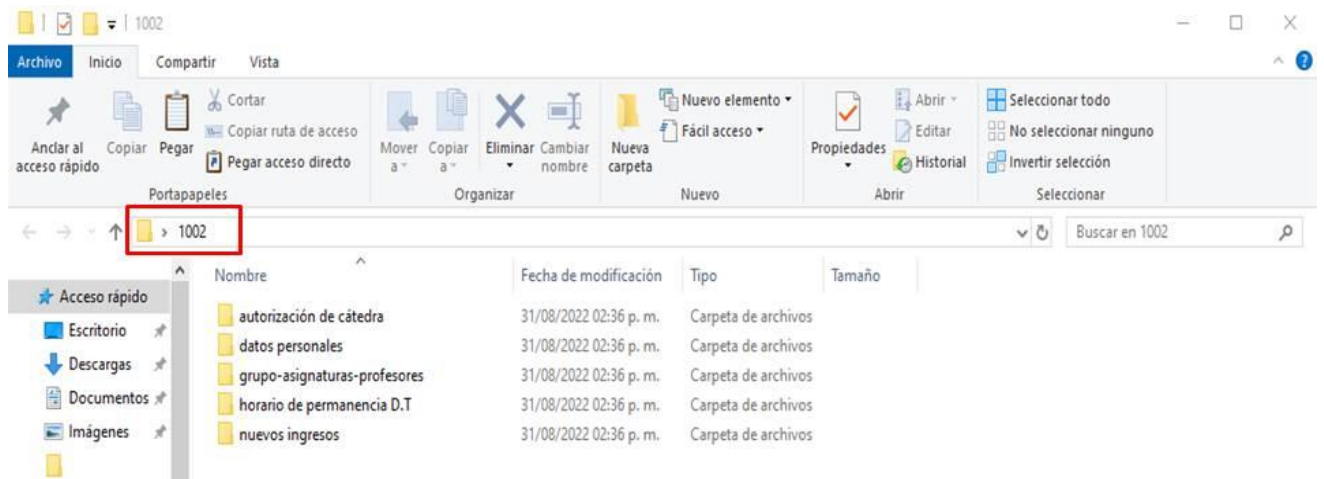 1002
Archivo Inicio Compartir Vista
Anclar al acceso rápido
Copiar
Pegar
Cortar
Copiar ruta de acceso
Pegar acceso directo
Portapapeles
Mover a
Copiar a
Eliminar
Cambiar nombre
Organizar
Nueva carpeta
Nuevo elemento
Fácil acceso
Nuevo
Propiedades
Abrir
Editar
Historial
Abrir
Seleccionar todo
No seleccionar ninguno
Invertir selección
Seleccionar
> 1002
Buscar en 1002
Nombre Fecha de modificación Tipo Tamaño
Acceso rápido
Escritorio
Descargas
Documentos
Imágenes
autorización de cátedra 31/08/2022 02:36 p. m. Carpeta de archivos
datos personales 31/08/2022 02:36 p. m. Carpeta de archivos
grupo-asignaturas-profesores 31/08/2022 02:36 p. m. Carpeta de archivos
horario de permanencia D.T 31/08/2022 02:36 p. m. Carpeta de archivos
nuevos ingresos 31/08/2022 02:36 p. m. Carpeta de archivos